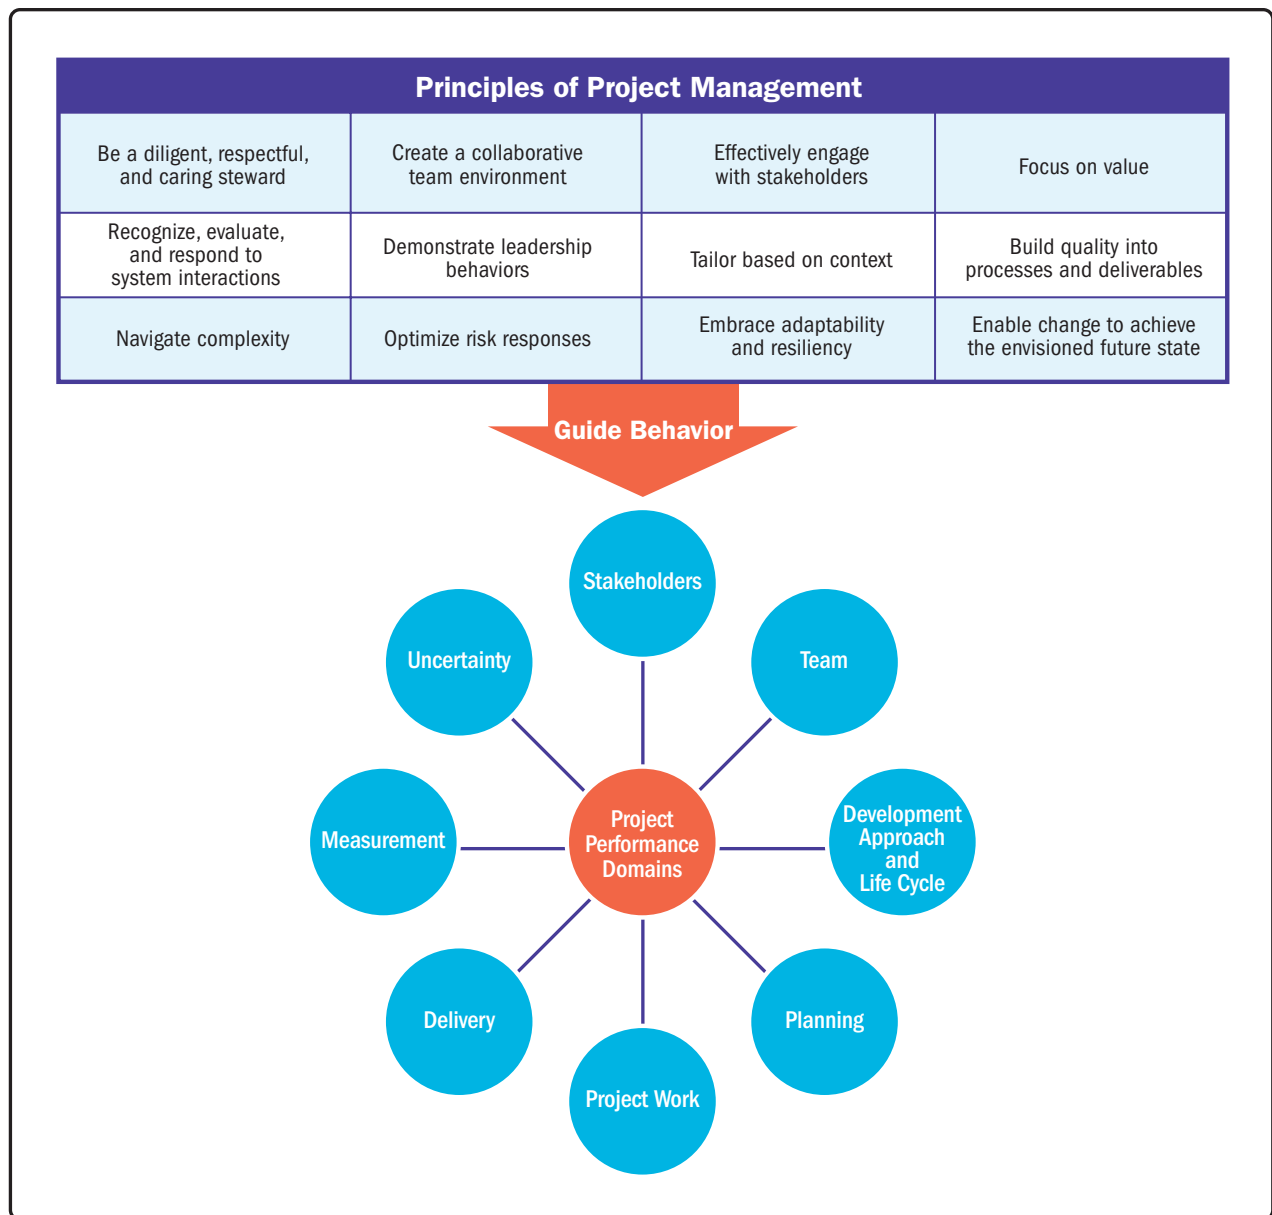 Principles of Project Management
Be a diligent, respectful,
and caring steward
Create a collaborative
team environment
Effectively engage
with stakeholders
Focus on value
Recognize, evaluate,
and respond to
system interactions
Demonstrate leadership
behaviors
Tailor based on context
Build quality into
processes and deliverables
Navigate complexity
Optimize risk responses
Embrace adaptability
and resiliency
Enable change to achieve
the envisioned future state
Guide Behavior
Stakeholders
Team
Development
Approach
and
Life Cycle
Planning
Project Work
Delivery
Measurement
Uncertainty
Project
Performance
Domains